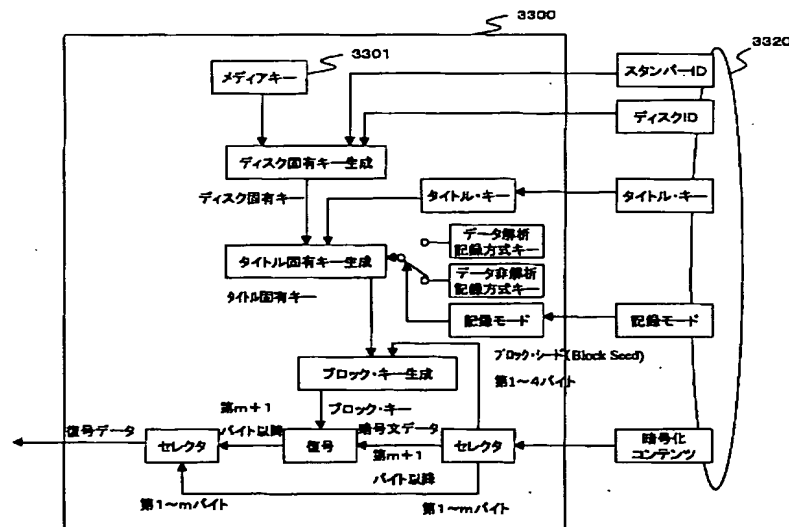 3300
3301
3320
メディアキー
スタンパーID
ディスクID
ディスク固有キー生成
ディスク固有キー
タイトル・キー
タイトル・キー
データ解析
記録方式キー
タイトル固有キー生成
データ非解析
記録方式キー
タイトル固有キー
記録モード
記録モード
ブロック・シード(Block Seed)
ブロック・キー生成
第1~4バイト
第m+1
バイト以降
ブロック・キー
復号データ
暗号文データ
セレクタ
復号
セレクタ
暗号化
コンテンツ
第m+1
バイト以降
第1~mバイト
第1~mバイト